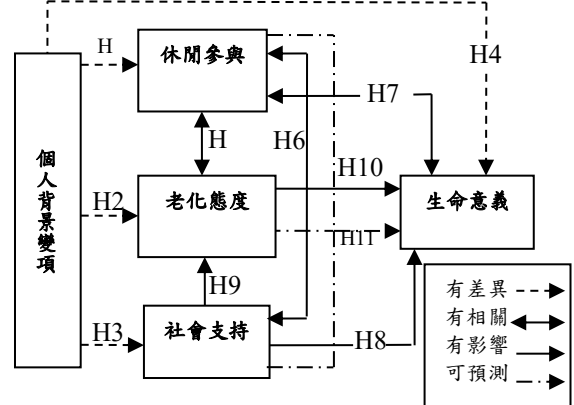 H4
H
休閒參與
H7
個人背景變項
H
H6
H10
H2
老化態度
生命意義
H11
H9
H3
社會支持
H8
有差異
有相關
有影響
可預測